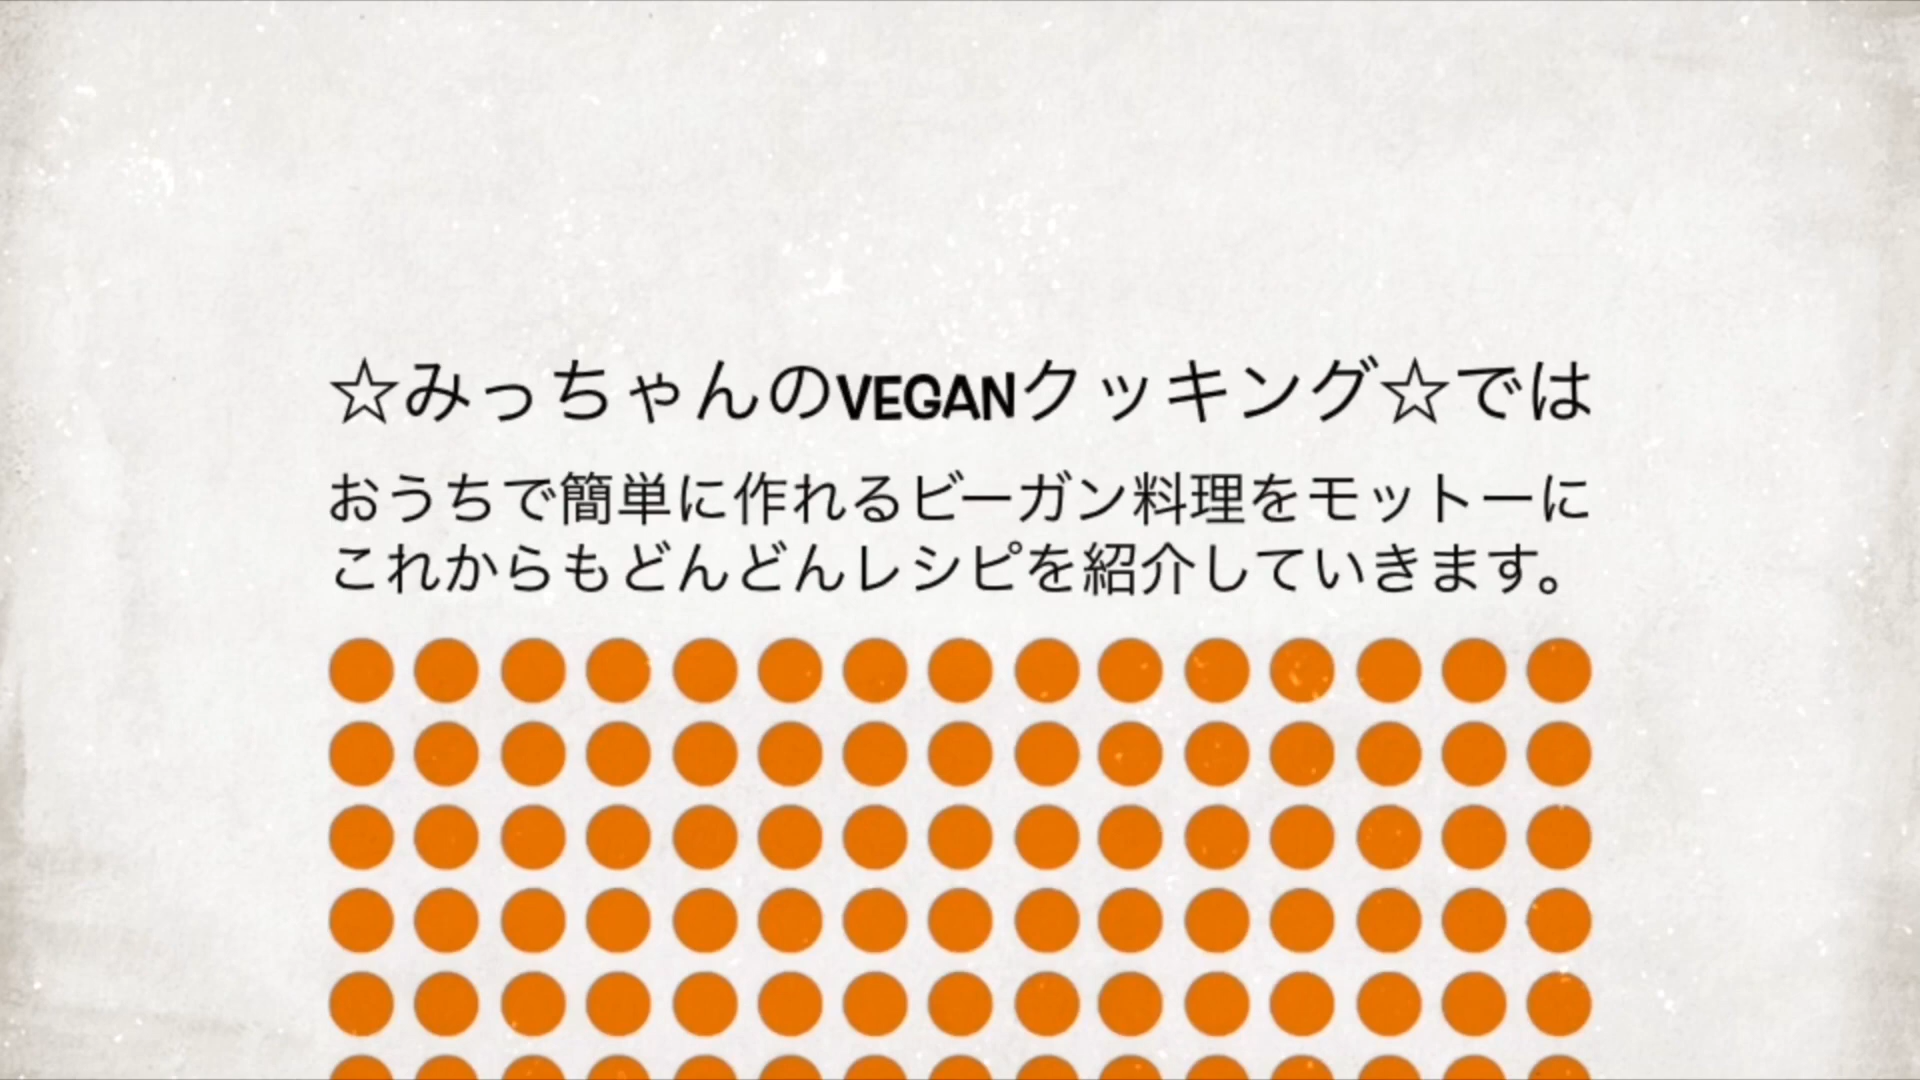 ☆みっちゃんのVEGANクッキング☆では
おうちで簡単に作れるビーガン料理をモットーに
これからもどんどんレシピを紹介していきます。